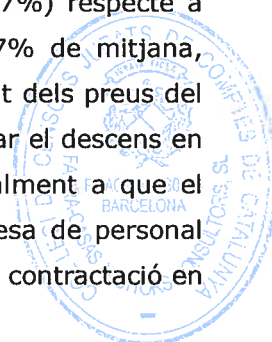 7%) respecte a
7% de mitjana,
t dels preus del
ar el descens en
alment a que el
esa de personal
contractació en
BARCELONA